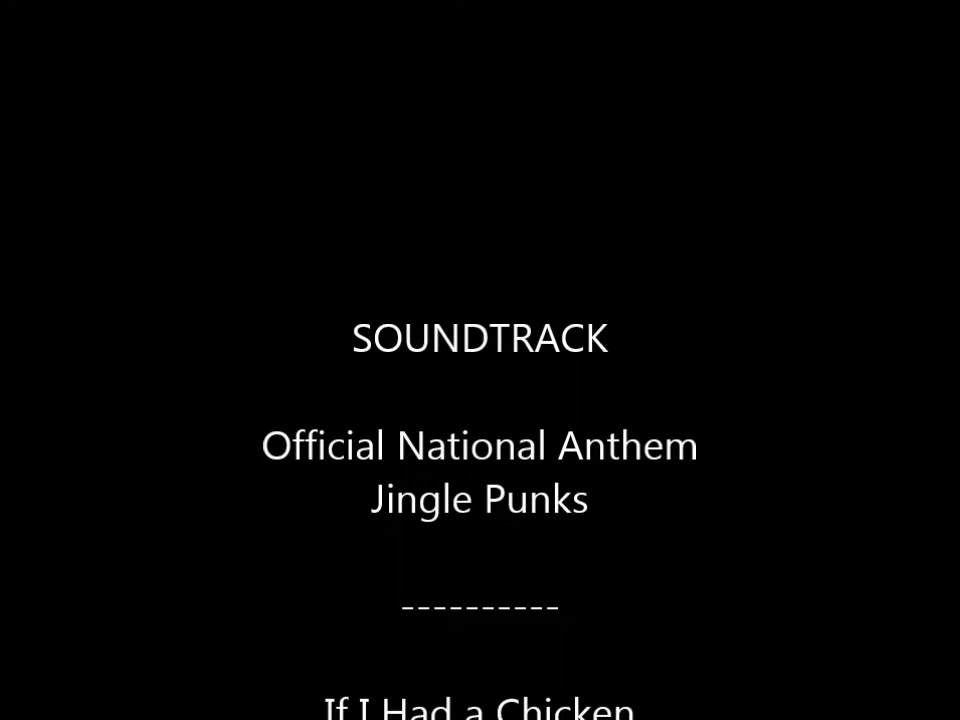 SOUNDTRACK
Official National Anthem
Jingle Punks
----------
If I Had a Chicken